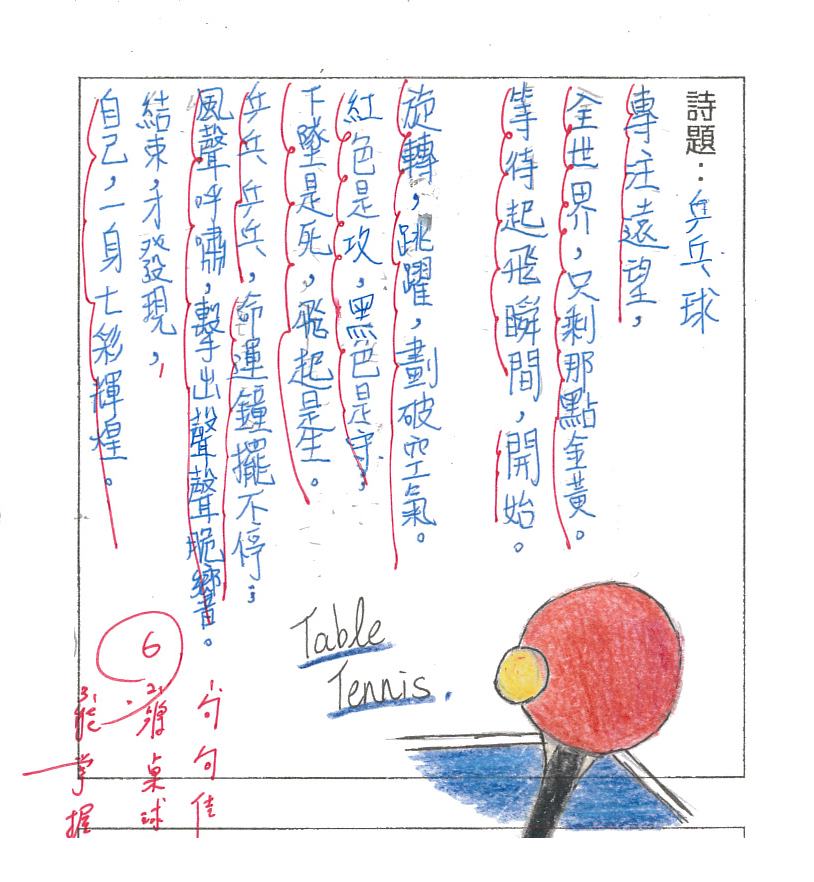 詩題：乒乓球
專注遠望，
全世界，只剩那點金黃。
等待起飛瞬間，開始。
旋轉，跳躍，劃破空氣。
紅色是攻，黑色是守；
下墜是死，飛起是生。
乒乓乒乓，命運鐘擺不停；
風聲呼嘯，擊出聲聲脆響。
結束，才發現，
自己，一身七彩輝煌。
Table
Tennis.
6
1、句句佳
2、將桌球
3、能掌握